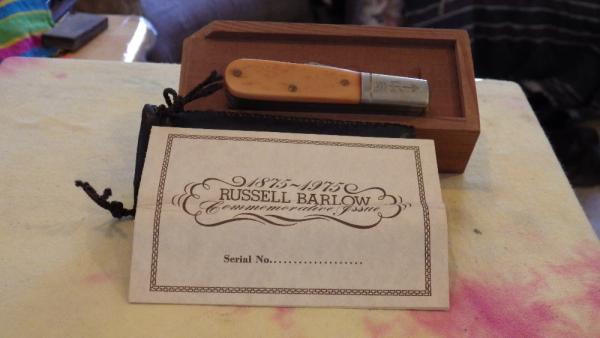 1875~1975
RUSSELL BARLOW
Commemorative Issue
Serial No...................